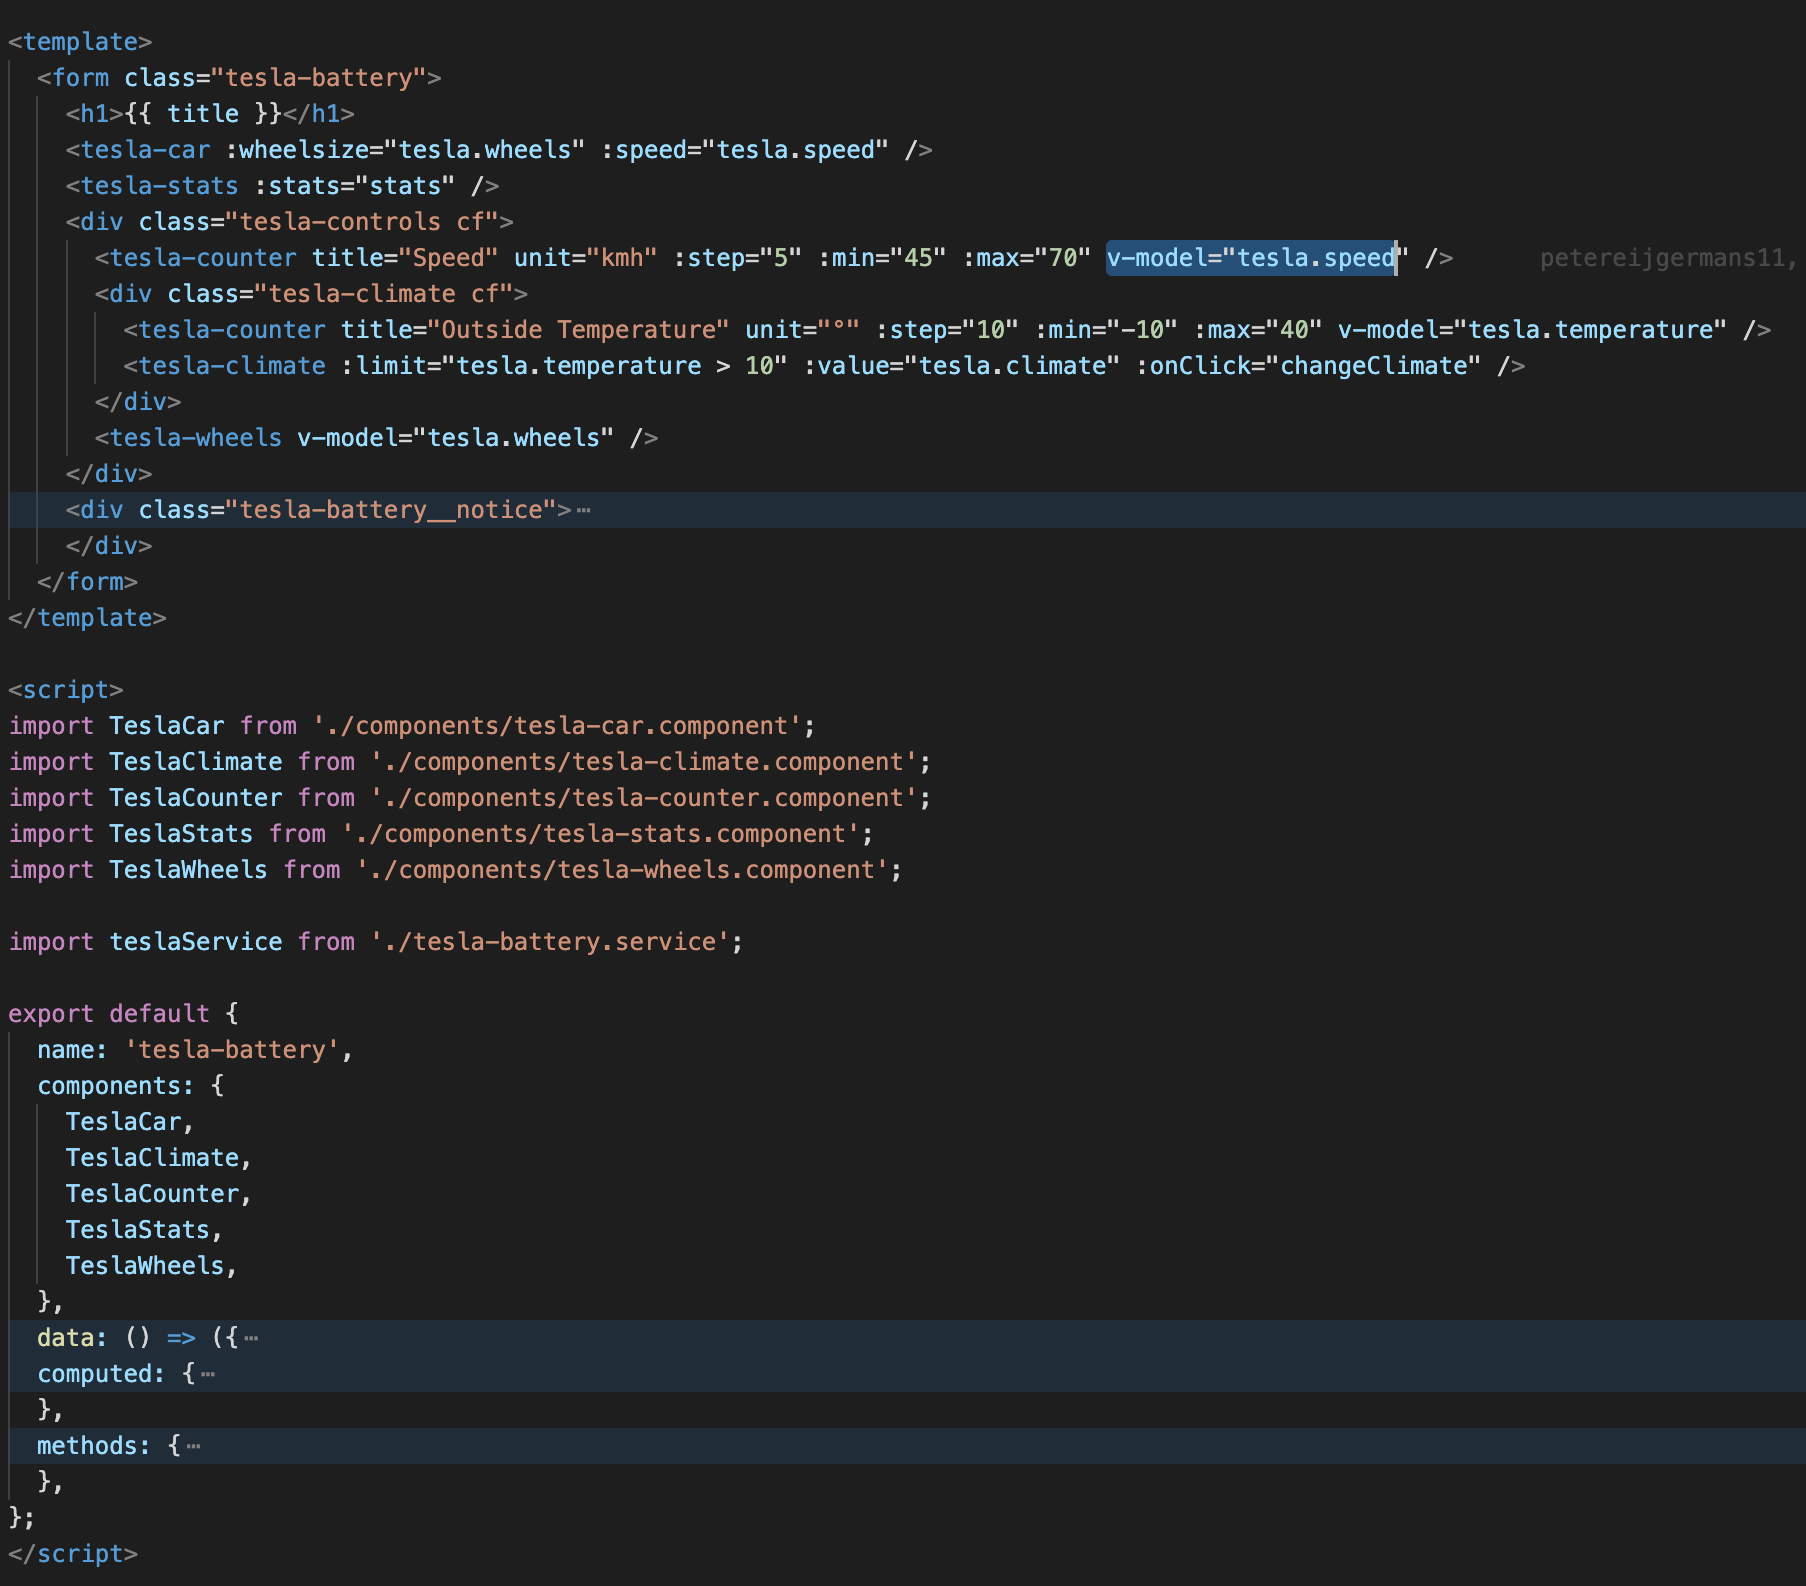 <template>
<form class="tesla-battery">
<h1>{{ title }}</h1>
<tesla-car :wheelsize="tesla.wheels" :speed="tesla.speed" />
<tesla-stats :stats="stats" />
<div class="tesla-controls cf">
<tesla-counter title="Speed" unit="kmh" :step="5" :min="45" :max="70" v-model="tesla.speed" /> petereijgermans11,
<div class="tesla-climate cf">
<tesla-counter title="Outside Temperature" unit="°" :step="10" :min="-10" :max="40" v-model="tesla.temperature" />
<tesla-climate :limit="tesla.temperature > 10" :value="tesla.climate" :onClick="changeClimate" />
</div>
<tesla-wheels v-model="tesla.wheels" />
</div>
<div class="tesla-battery__notice">⋯
</div>
</form>
</template>
<script>
import TeslaCar from './components/tesla-car.component';
import TeslaClimate from './components/tesla-climate.component';
import TeslaCounter from './components/tesla-counter.component';
import TeslaStats from './components/tesla-stats.component';
import TeslaWheels from './components/tesla-wheels.component';
import teslaService from './tesla-battery.service';
export default {
name: 'tesla-battery',
components: {
TeslaCar,
TeslaClimate,
TeslaCounter,
TeslaStats,
TeslaWheels,
},
data: () => ({⋯
computed: {⋯
},
methods: {⋯
},
};
</script>